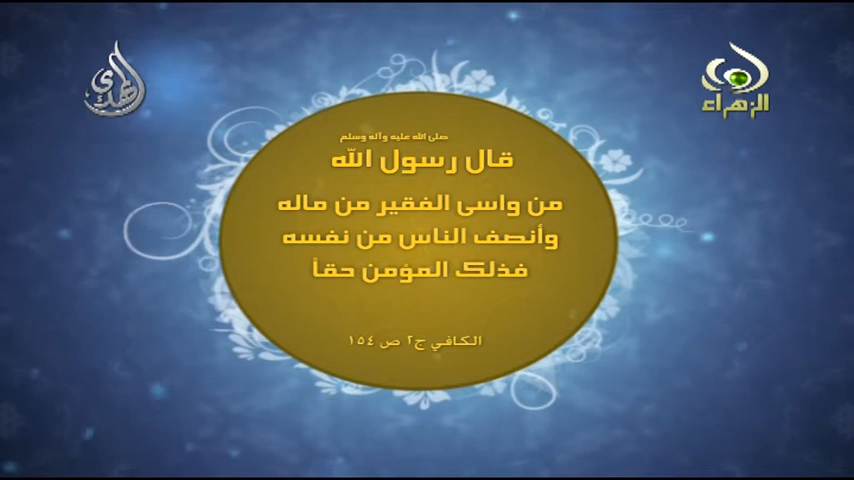 المهدي
الزهراء
صلى الله عليه وآله وسلم
قال رسول الله
من واسى الفقير من ماله
وأنصف الناس من نفسه
فذلك المؤمن حقاً
الكافي ج٢ ص ١٥٤